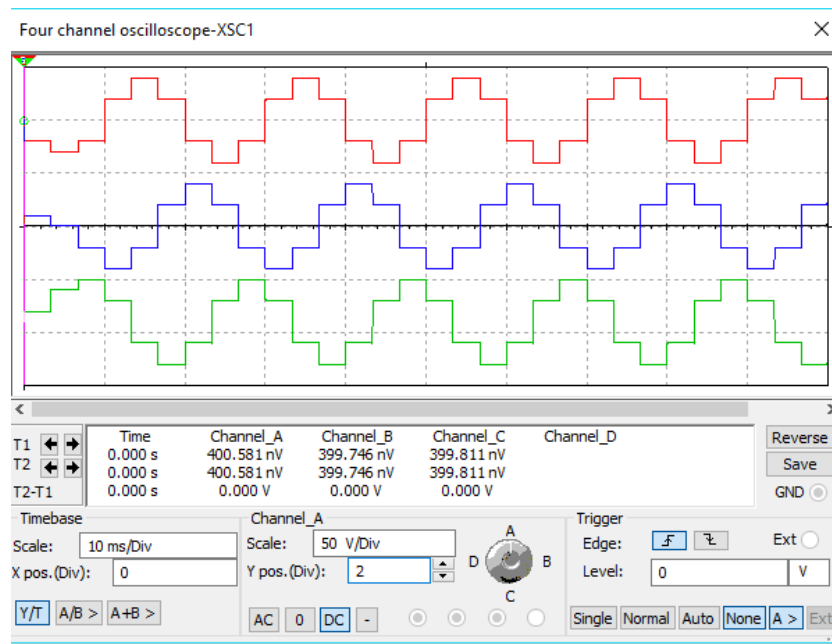 Four channel oscilloscope-XSC1
Time Channel_A Channel_B Channel_C Channel_D
T1 0.000 s 400.581 nV 399.746 nV 399.811 nV
T2 0.000 s 400.581 nV 399.746 nV 399.811 nV
T2-T1 0.000 s 0.000 V 0.000 V 0.000 V
Reverse
Save
GND
Timebase
Scale: 10 ms/Div
X pos.(Div): 0
Y/T A/B > A+B >
Channel_A
Scale: 50 V/Div
Y pos.(Div): 2
AC 0 DC -
A
D B
C
Trigger
Edge: Ext
Level: 0 V
Single Normal Auto None A > Ext